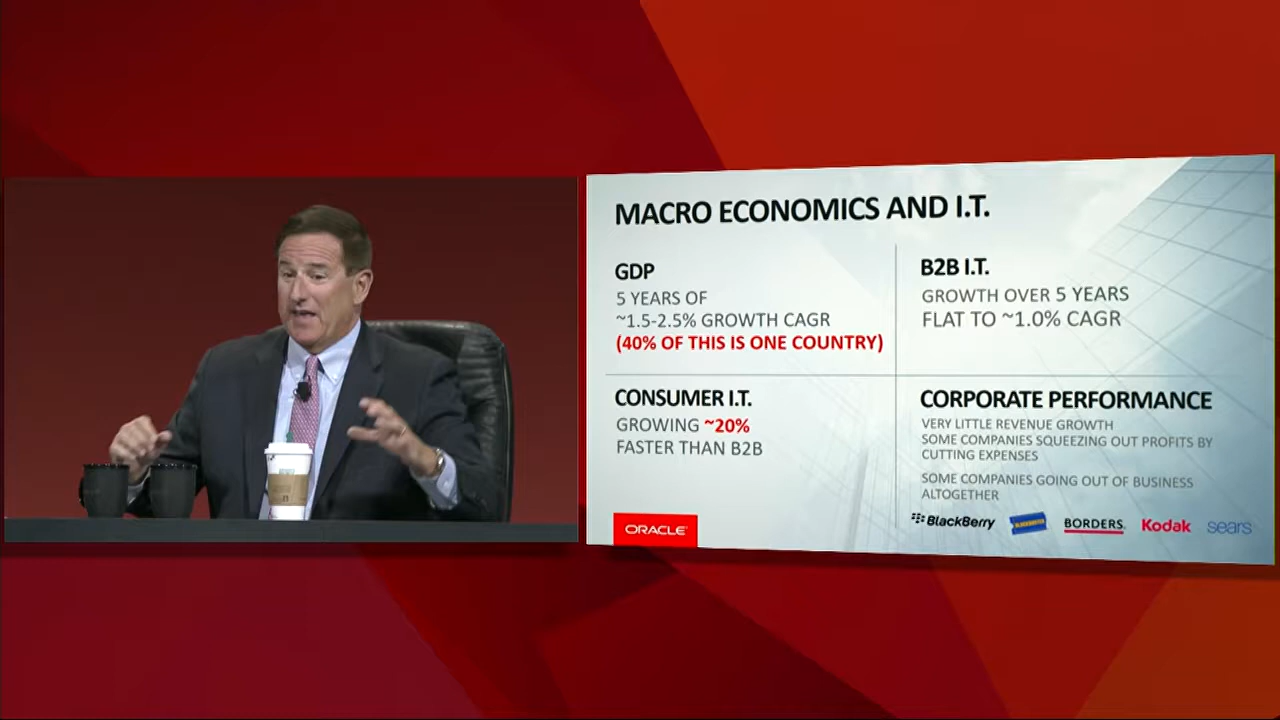 MACRO ECONOMICS AND I.T.
GDP
5 YEARS OF
~1.5-2.5% GROWTH CAGR
(40% OF THIS IS ONE COUNTRY)
B2B I.T.
GROWTH OVER 5 YEARS
FLAT TO ~1.0% CAGR
CONSUMER I.T.
GROWING ~20%
FASTER THAN B2B
CORPORATE PERFORMANCE
VERY LITTLE REVENUE GROWTH
SOME COMPANIES SQUEEZING OUT PROFITS BY
CUTTING EXPENSES
SOME COMPANIES GOING OUT OF BUSINESS
ALTOGETHER
BlackBerry
BLOCKBUSTER
BORDERS
Kodak
sears
ORACLE